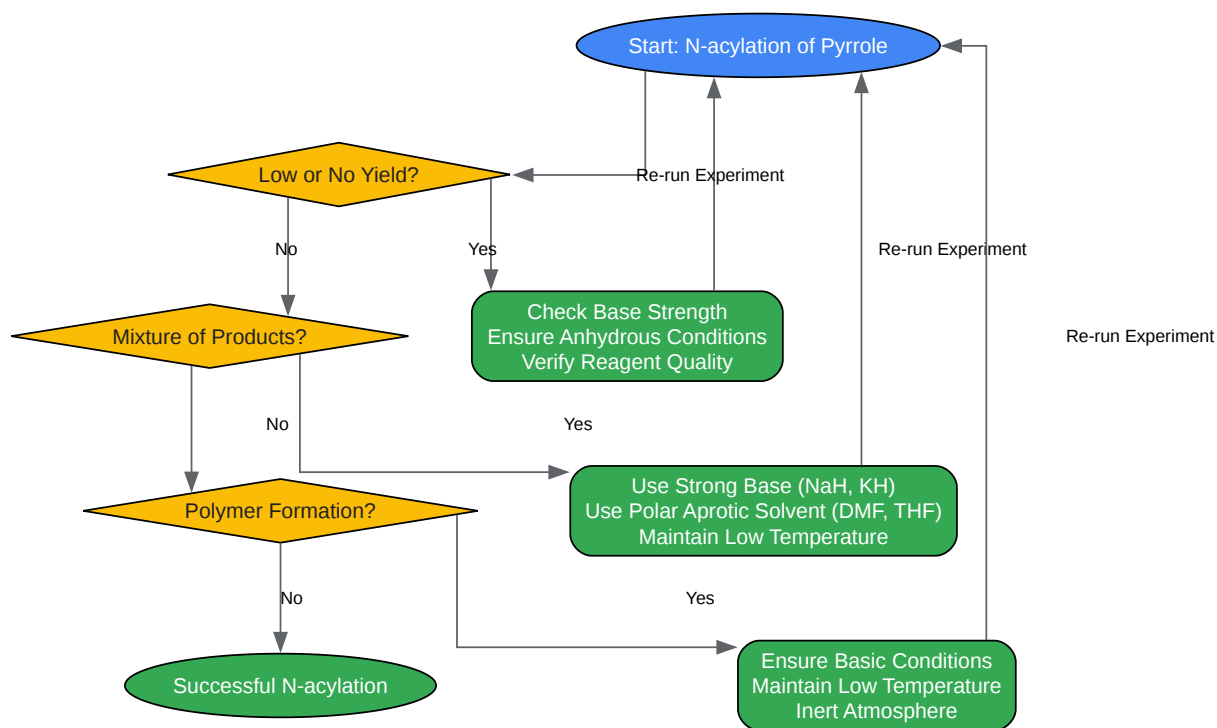 Start: N-acylation of Pyrrole
Low or No Yield?
Re-run Experiment
No
Yes
Re-run Experiment
Check Base Strength
Ensure Anhydrous Conditions
Verify Reagent Quality
Mixture of Products?
Re-run Experiment
No
Yes
Use Strong Base (NaH, KH)
Use Polar Aprotic Solvent (DMF, THF)
Maintain Low Temperature
Polymer Formation?
No
Yes
Successful N-acylation
Ensure Basic Conditions
Maintain Low Temperature
Inert Atmosphere